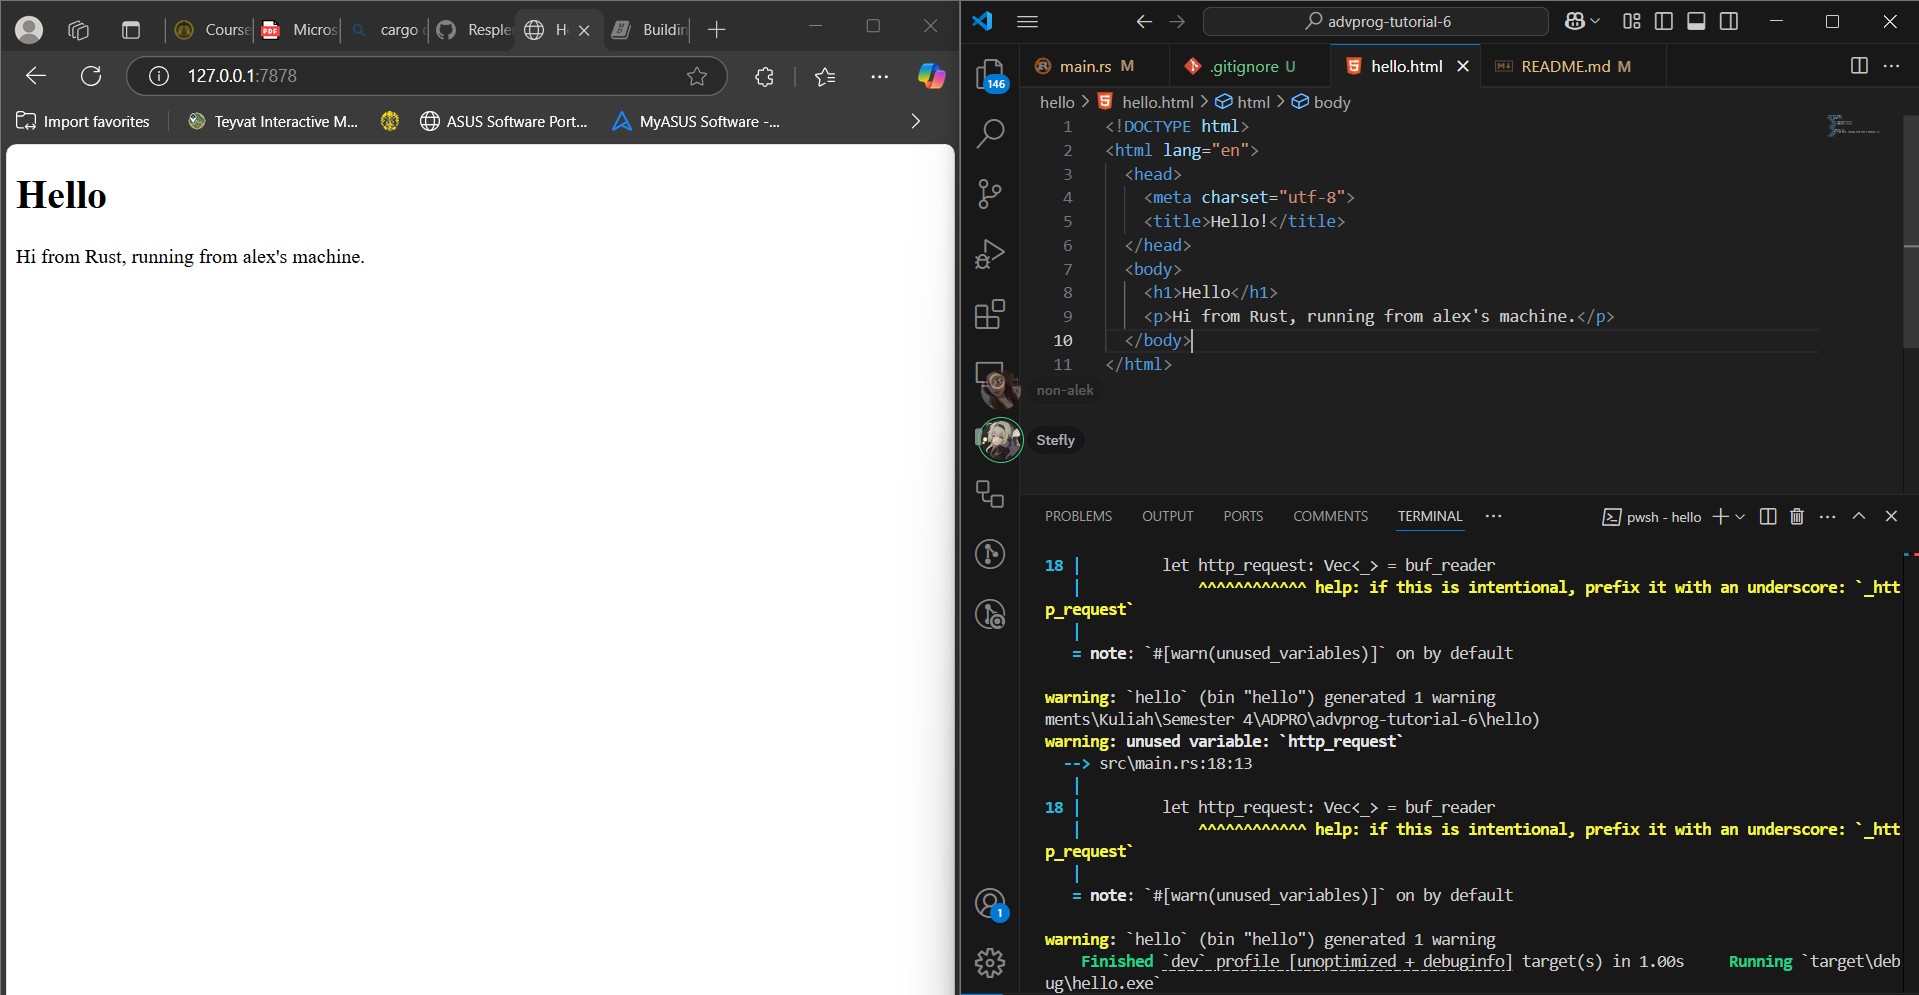 Course
Micros
cargo
Resple
H
Buildin
127.0.0.1:7878
Import favorites
Teyvat Interactive M...
ASUS Software Port...
MyASUS Software -...
Hello
Hi from Rust, running from alex's machine.
advprog-tutorial-6
146
main.rs M
.gitignore U
hello.html
README.md M
hello > hello.html > html > body
1 <!DOCTYPE html>
2 <html lang="en">
3 <head>
4 <meta charset="utf-8">
5 <title>Hello!</title>
6 </head>
7 <body>
8 <h1>Hello</h1>
9 <p>Hi from Rust, running from alex's machine.</p>
10 </body>
11 </html>
non-alek
Stefly
PROBLEMS OUTPUT PORTS COMMENTS TERMINAL ...
pwsh - hello
18 | let http_request: Vec<_> = buf_reader
| ^^^^^^^^^^^^ help: if this is intentional, prefix it with an underscore: `_htt
p_request`
|
= note: `#[warn(unused_variables)]` on by default
warning: `hello` (bin "hello") generated 1 warning
ments\Kuliah\Semester 4\ADPRO\advprog-tutorial-6\hello)
warning: unused variable: `http_request`
--> src\main.rs:18:13
|
18 | let http_request: Vec<_> = buf_reader
| ^^^^^^^^^^^^ help: if this is intentional, prefix it with an underscore: `_htt
p_request`
|
= note: `#[warn(unused_variables)]` on by default
warning: `hello` (bin "hello") generated 1 warning
Finished `dev` profile [unoptimized + debuginfo] target(s) in 1.00s Running `target\deb
ug\hello.exe`
1